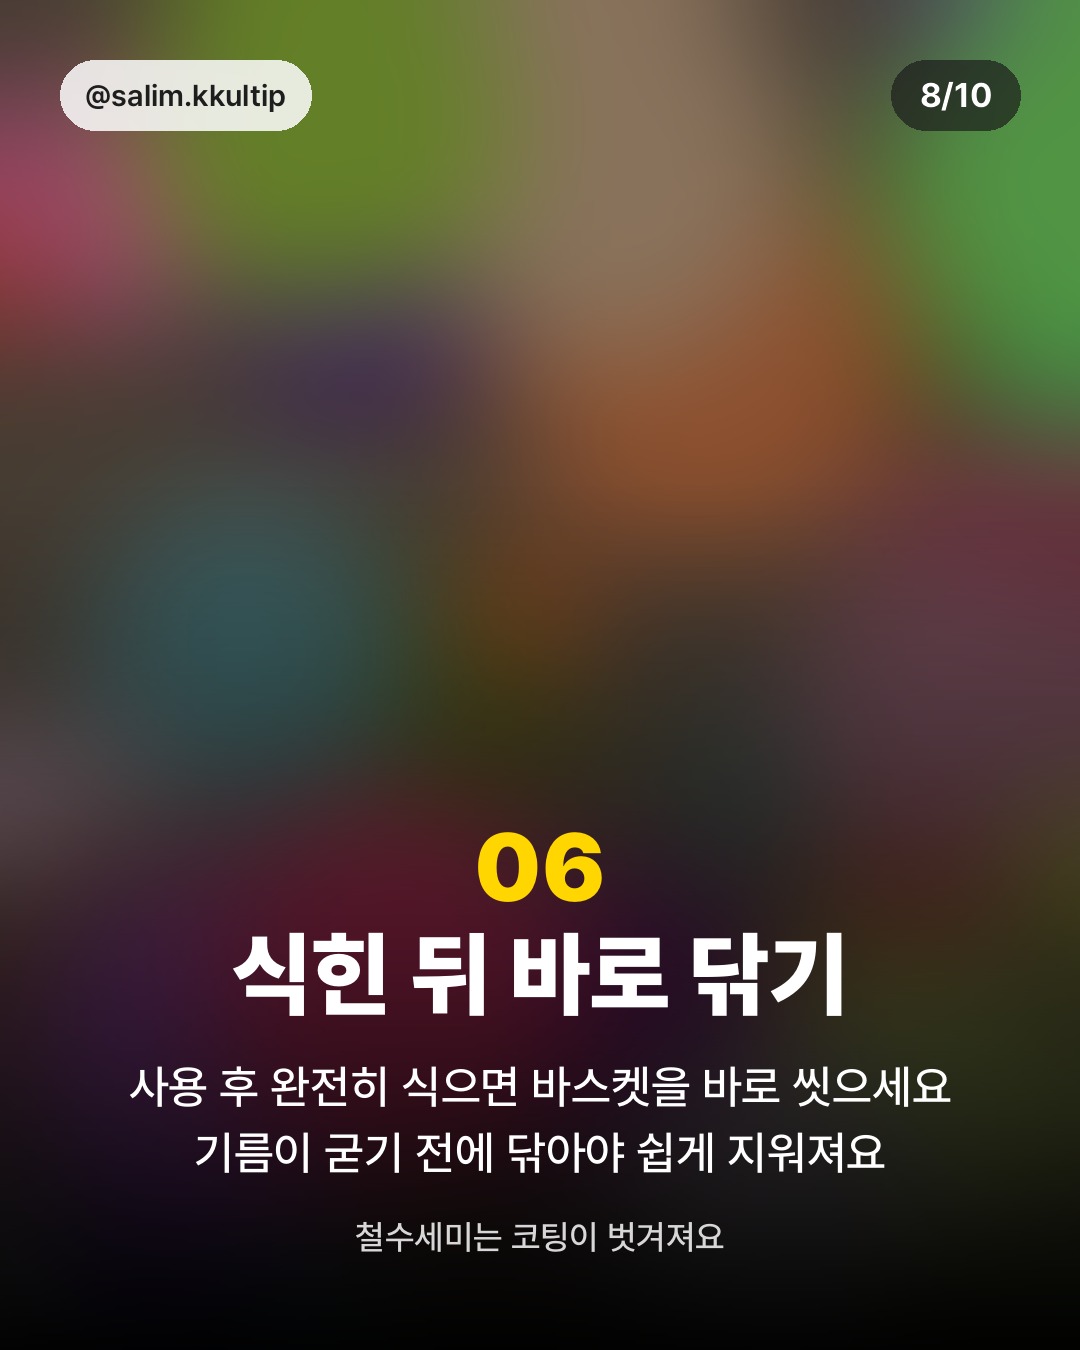 @salim.kkultip
8/10
06
식힌 뒤 바로 닦기
사용 후 완전히 식으면 바스켓을 바로 씻으세요
기름이 굳기 전에 닦아야 쉽게 지워져요
철수세미는 코팅이 벗겨져요